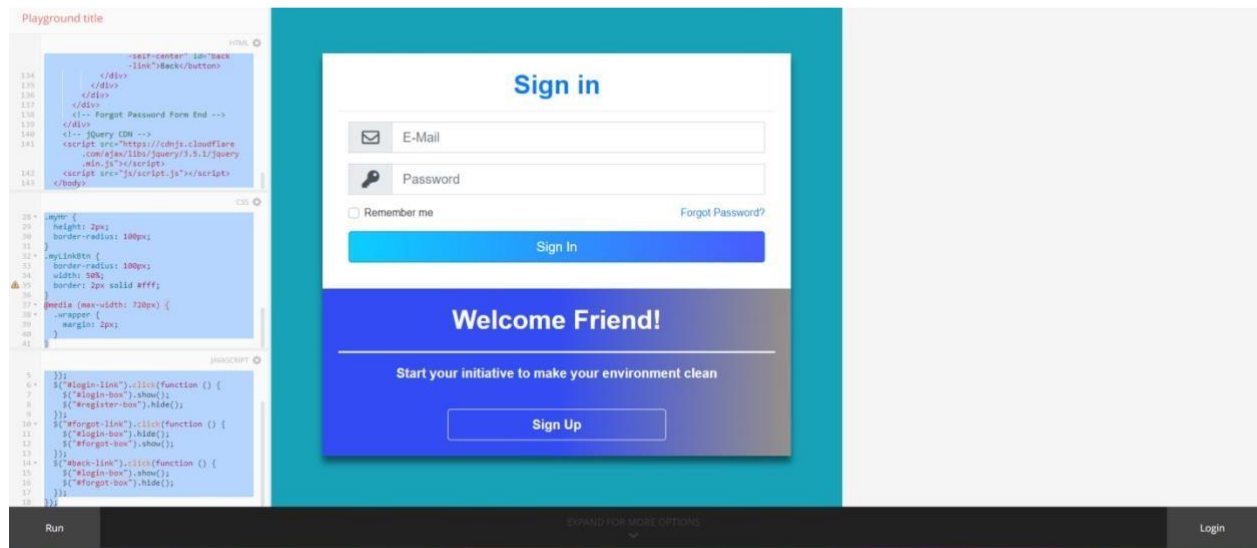 Playground title
HTML
-self-center" id="back
-link">Back</button>
134 </div>
135 </div>
136 </div>
137 </div>
138 <!-- Forgot Password Form End -->
139 </div>
140 <!-- jQuery CDN -->
141 <script src="https://cdnjs.cloudflare
.com/ajax/libs/jquery/3.5.1/jquery
.min.js"></script>
142 <script src="js/script.js"></script>
143 </body>
CSS
28 .myHr {
29 height: 2px;
30 border-radius: 100px;
31 }
32 .myLinkBtn {
33 border-radius: 100px;
34 width: 50%;
35 border: 2px solid #fff;
36 }
37 @media (max-width: 720px) {
38 .wrapper {
39 margin: 2px;
40 }
41 }
JAVASCRIPT
5 });
6 $("#login-link").click(function () {
7 $("#login-box").show();
8 $("#register-box").hide();
9 });
10 $("#forgot-link").click(function () {
11 $("#login-box").hide();
12 $("#forgot-box").show();
13 });
14 $("#back-link").click(function () {
15 $("#login-box").show();
16 $("#forgot-box").hide();
17 });
18 });
Sign in
E-Mail
Password
Remember me Forgot Password?
Sign In
Welcome Friend!
Start your initiative to make your environment clean
Sign Up
Run
EXPAND FOR MORE OPTIONS
Login